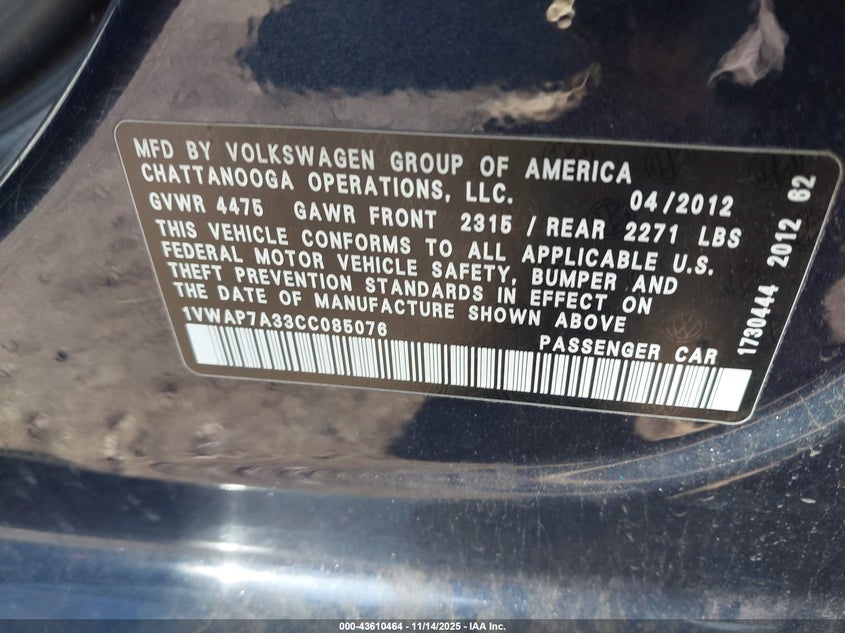 MFD BY VOLKSWAGEN GROUP OF AMERICA
CHATTANOOGA OPERATIONS, LLC. 04/2012
GVWR 4475 GAWR FRONT 2315 / REAR 2271 LBS
THIS VEHICLE CONFORMS TO ALL APPLICABLE U.S.
FEDERAL MOTOR VEHICLE SAFETY, BUMPER AND
THEFT PREVENTION STANDARDS IN EFFECT ON
THE DATE OF MANUFACTURE SHOWN ABOVE
1VWAP7A33CC085076
PASSENGER CAR
1730444 2012 62
000-43610464 - 11/14/2025 - IAA Inc.